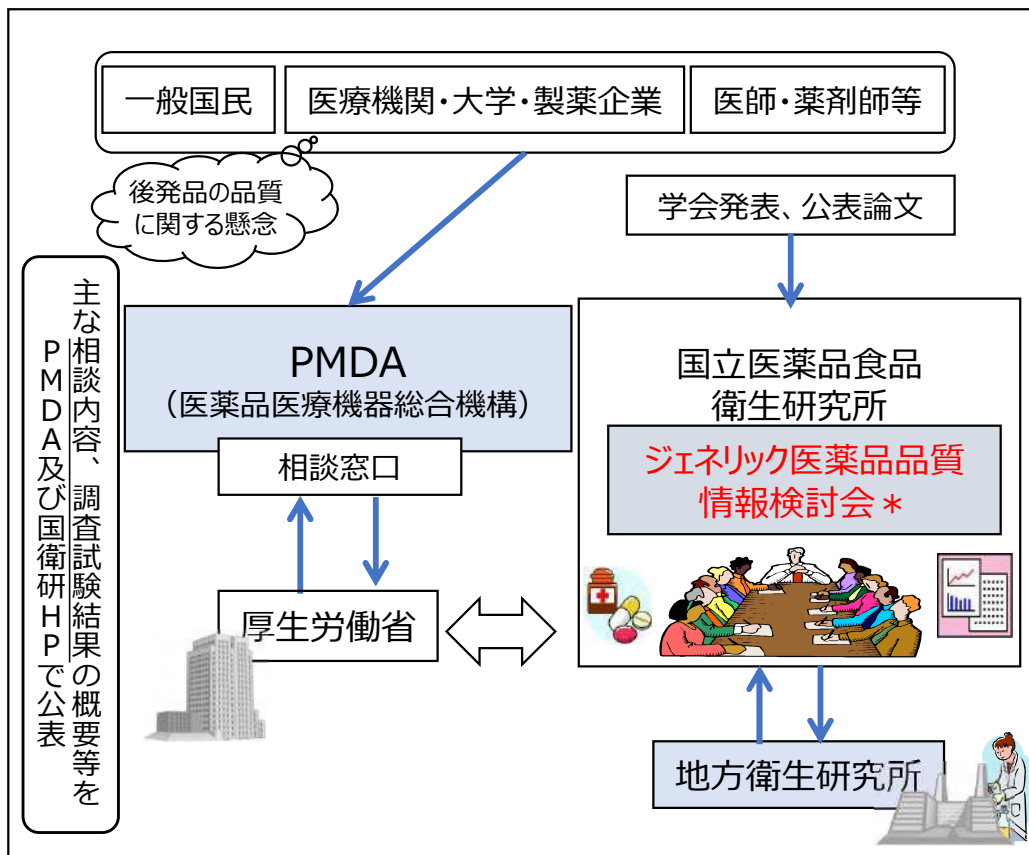 一般国民
医療機関・大学・製薬企業
医師・薬剤師等
後発品の品質
に関する懸念
学会発表、公表論文
主な相談内容、調査試験結果の概要等を
PMDA及び国衛研HPで公表
PMDA
（医薬品医療機器総合機構）
相談窓口
国立医薬品食品
衛生研究所
ジェネリック医薬品品質
情報検討会＊
厚生労働省
地方衛生研究所